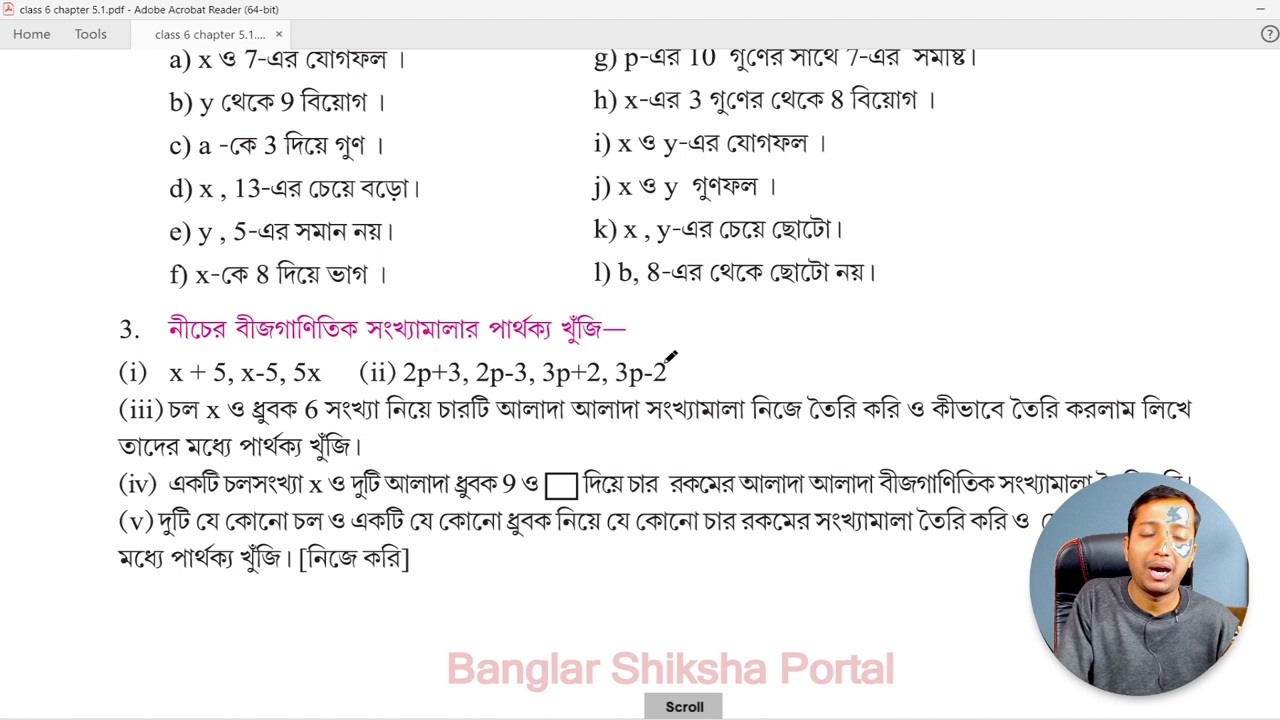 class 6 chapter 5.1.pdf - Adobe Acrobat Reader (64-bit)
Home Tools class 6 chapter 5.1.... ×
a) x ও 7-এর যোগফল ।
b) y থেকে 9 বিয়োগ ।
c) a -কে 3 দিয়ে গুণ ।
d) x , 13-এর চেয়ে বড়ো।
e) y , 5-এর সমান নয়।
f) x-কে 8 দিয়ে ভাগ ।
g) p-এর 10 গুণের সাথে 7-এর সমষ্টি।
h) x-এর 3 গুণের থেকে 8 বিয়োগ ।
i) x ও y-এর যোগফল ।
j) x ও y গুণফল ।
k) x , y-এর চেয়ে ছোটো।
l) b, 8-এর থেকে ছোটো নয়।
3. নীচের বীজগাণিতিক সংখ্যামালার পার্থক্য খুঁজি—
(i) x + 5, x-5, 5x (ii) 2p+3, 2p-3, 3p+2, 3p-2
(iii) চল x ও ধ্রুবক 6 সংখ্যা নিয়ে চারটি আলাদা আলাদা সংখ্যামালা নিজে তৈরি করি ও কীভাবে তৈরি করলাম লিখে
তাদের মধ্যে পার্থক্য খুঁজি।
(iv) একটি চলসংখ্যা x ও দুটি আলাদা ধ্রুবক 9 ও □ দিয়ে চার রকমের আলাদা আলাদা বীজগাণিতিক সংখ্যামালা
(v) দুটি যে কোনো চল ও একটি যে কোনো ধ্রুবক নিয়ে যে কোনো চার রকমের সংখ্যামালা তৈরি করি ও
মধ্যে পার্থক্য খুঁজি। [নিজে করি]
Banglar Shiksha Portal
Scroll